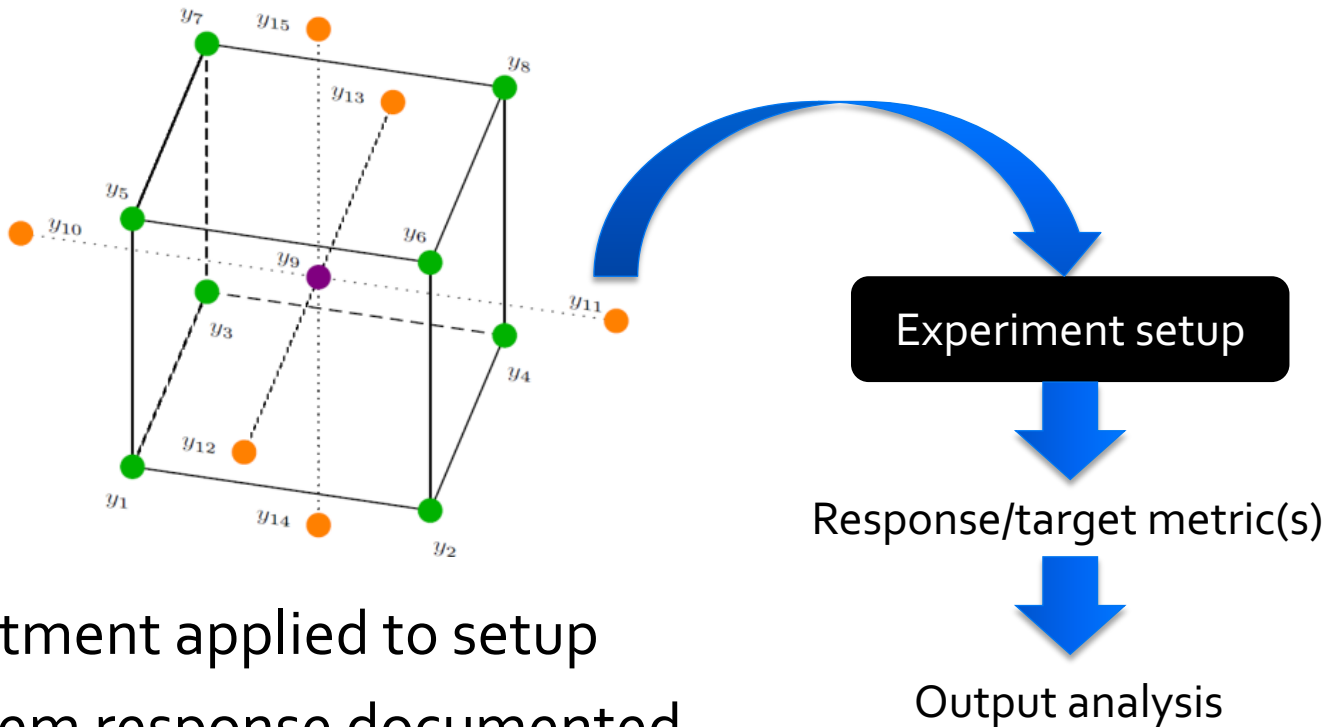 y7
y15
y8
y13
y5
y10
y6
y9
y11
y3
y4
y12
y1
y14
y2
Experiment setup
Response/target metric(s)
Output analysis
tment applied to setup
em response documented